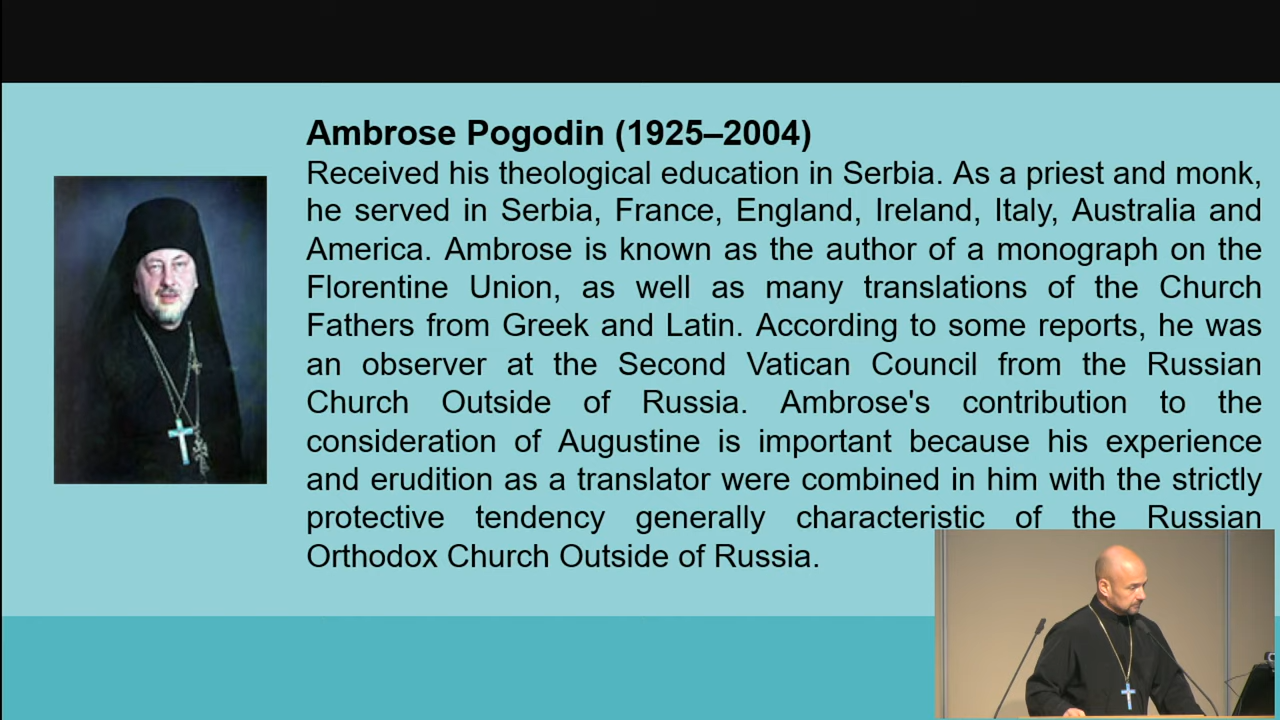 Ambrose Pogodin (1925–2004)
Received his theological education in Serbia. As a priest and monk,
he served in Serbia, France, England, Ireland, Italy, Australia and
America. Ambrose is known as the author of a monograph on the
Florentine Union, as well as many translations of the Church
Fathers from Greek and Latin. According to some reports, he was
an observer at the Second Vatican Council from the Russian
Church Outside of Russia. Ambrose's contribution to the
consideration of Augustine is important because his experience
and erudition as a translator were combined in him with the strictly
protective tendency generally characteristic of the Russian
Orthodox Church Outside of Russia.